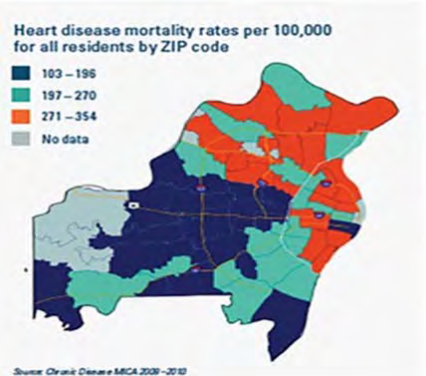 Heart disease mortality rates per 100,000
for all residents by ZIP code
103 – 196
197 – 270
271 – 354
No data
Source: Chronic Disease MICA 2009–2010